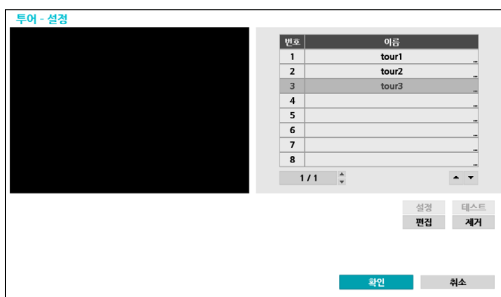 투어 - 설정
번호 이름
1 tour1
2 tour2
3 tour3
4
5
6
7
8
1 / 1
설정 테스트
편집 제거
확인 취소